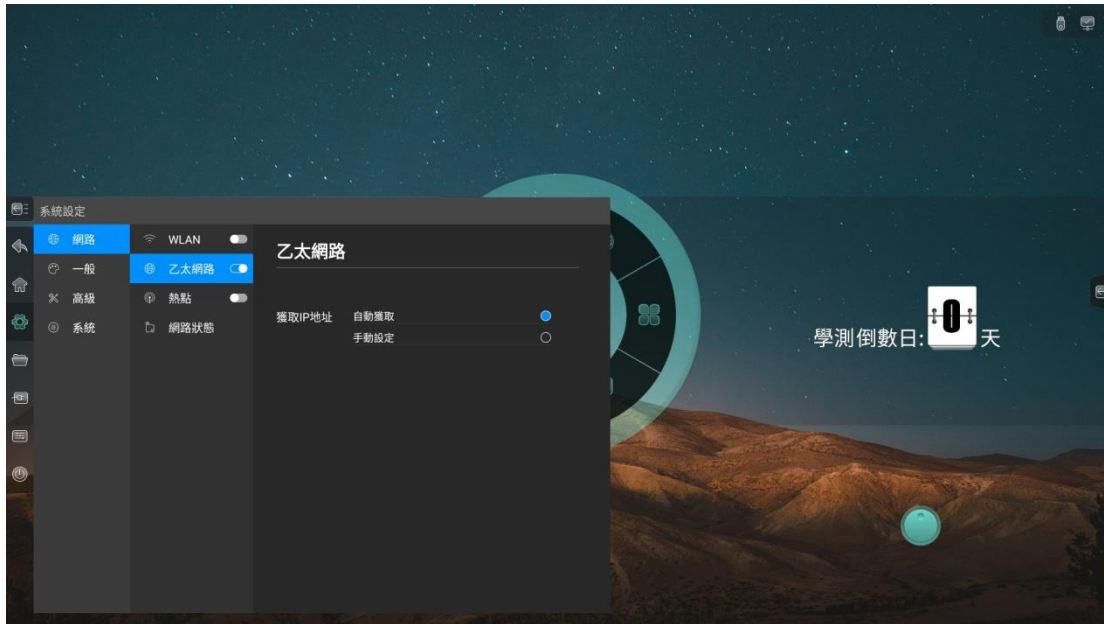 系統設定
網路
一般
高級
系統
WLAN
乙太網路
熱點
網路狀態
乙太網路
獲取IP地址 自動獲取
手動設定
學測倒數日: 0 天